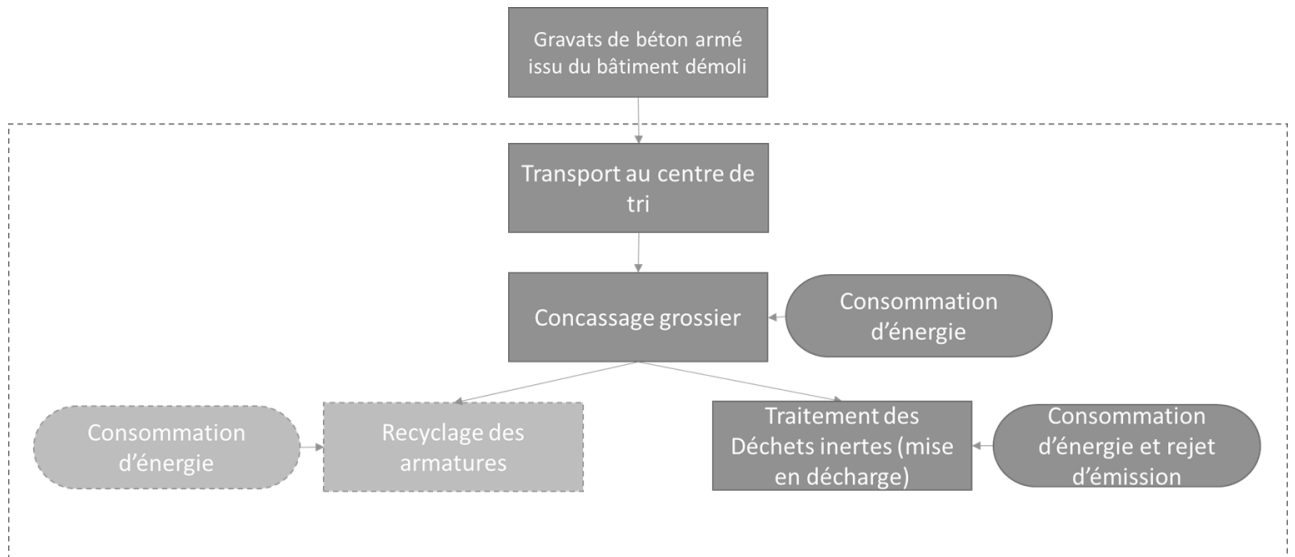 Gravats de béton armé
issu du bâtiment démoli
Transport au centre de
tri
Concassage grossier
Consommation
d’énergie
Consommation
d’énergie
Recyclage des
armatures
Traitement des
Déchets inertes (mise
en décharge)
Consommation
d’énergie et rejet
d’émission